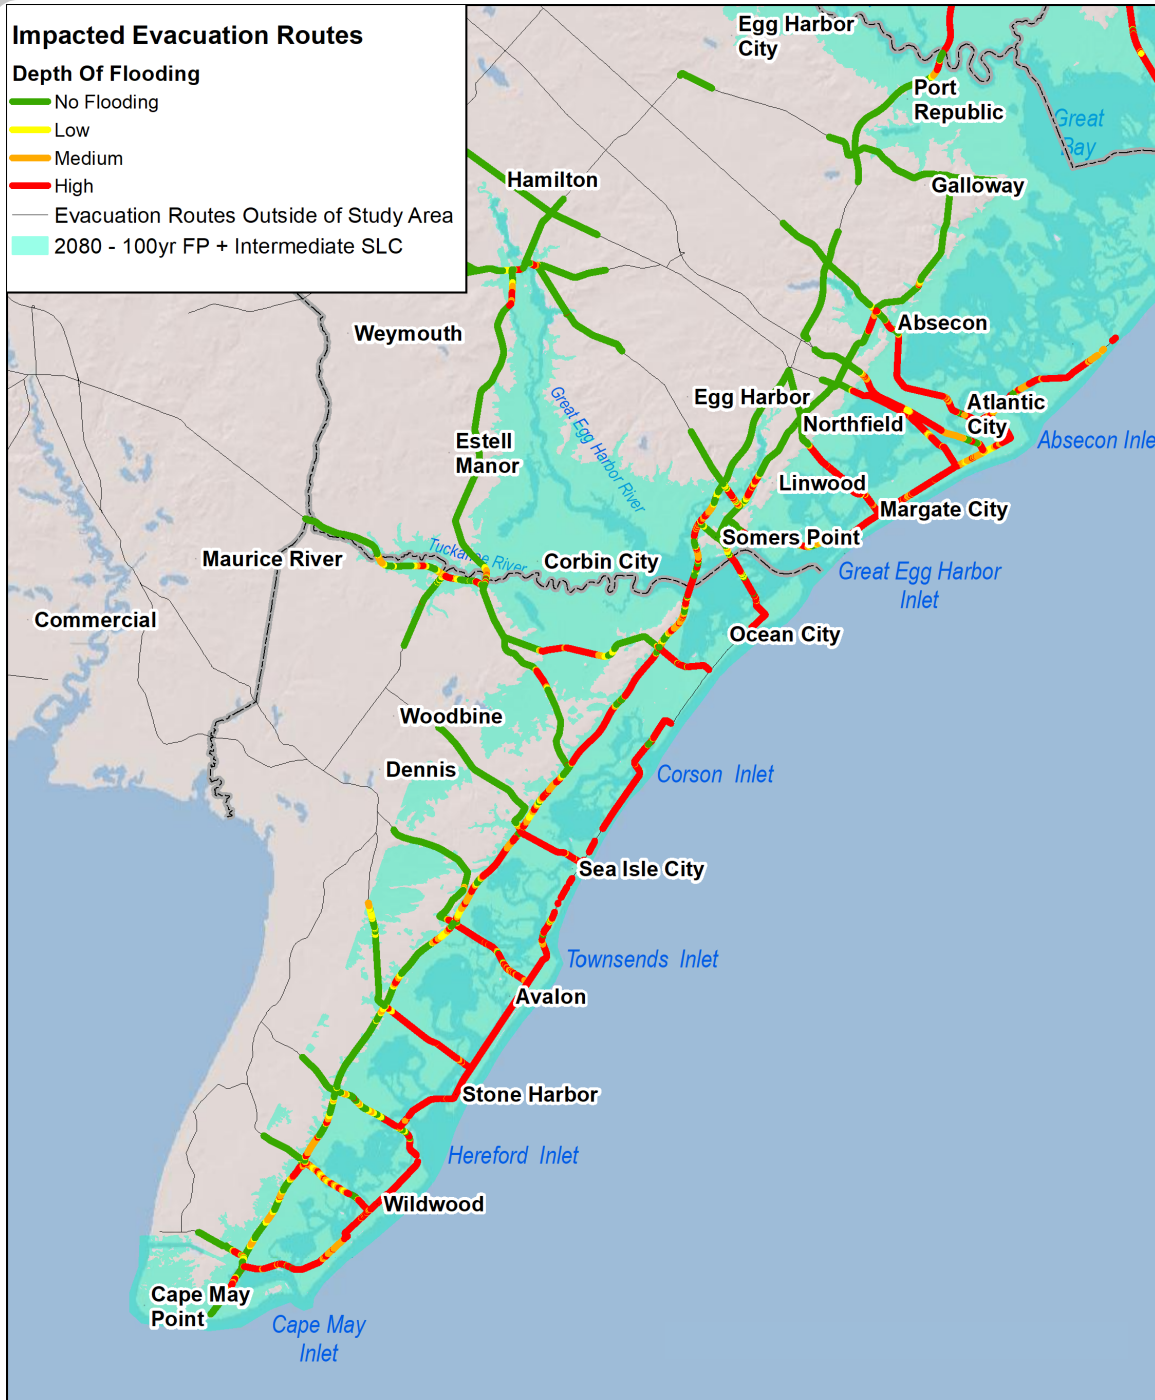 Impacted Evacuation Routes
Depth Of Flooding
No Flooding
Low
Medium
High
Evacuation Routes Outside of Study Area
2080 - 100yr FP + Intermediate SLC
Egg Harbor
City
Port
Republic
Great
Bay
Hamilton
Galloway
Weymouth
Absecon
Egg Harbor
Great Egg Harbor River
Atlantic
City
Northfield
Absecon Inle
Estell
Manor
Linwood
Margate City
Somers Point
Maurice River
Tuckahoe River
Corbin City
Great Egg Harbor
Inlet
Commercial
Ocean City
Woodbine
Dennis
Corson Inlet
Sea Isle City
Townsends Inlet
Avalon
Stone Harbor
Hereford Inlet
Wildwood
Cape May
Point
Cape May
Inlet